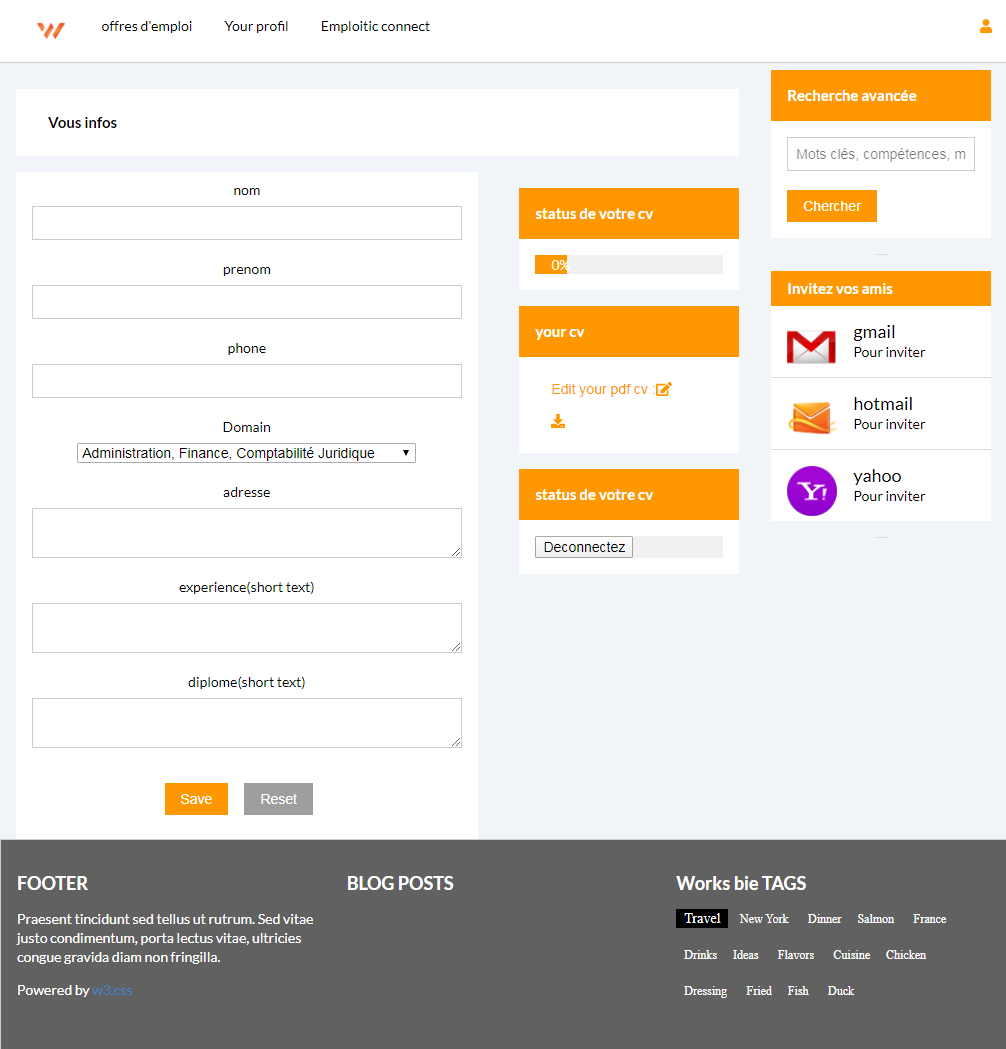 offres d'emploi
Your profil
Emploitic connect
Vous infos
nom
prenom
phone
Domain
Administration, Finance, Comptabilité Juridique
adresse
experience(short text)
diplome(short text)
Save
Reset
status de votre cv
0%
your cv
Edit your pdf cv :
status de votre cv
Deconnectez
Recherche avancée
Mots clés, compétences, m
Chercher
Invitez vos amis
gmail
Pour inviter
hotmail
Pour inviter
yahoo
Pour inviter
FOOTER
Praesent tincidunt sed tellus ut rutrum. Sed vitae
justo condimentum, porta lectus vitae, ultricies
congue gravida diam non fringilla.
Powered by w3.css
BLOG POSTS
Works bie TAGS
Travel New York Dinner Salmon France
Drinks Ideas Flavors Cuisine Chicken
Dressing Fried Fish Duck